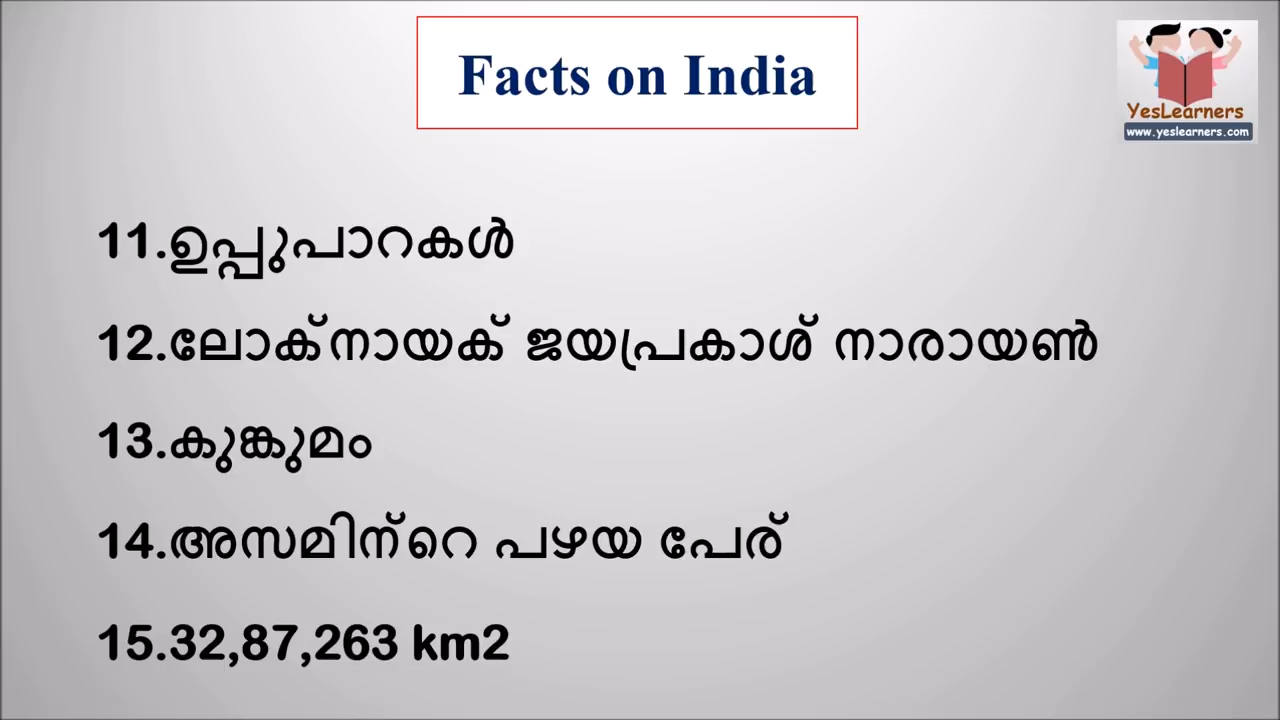 Facts on India
YesLearners
www.yeslearners.com
11.ഉപ്പുപാറകൾ
12.ലോക്നായക് ജയപ്രകാശ് നാരായൺ
13.കുങ്കുമം
14.അസമിന്റെ പഴയ പേര്
15.32,87,263 km2